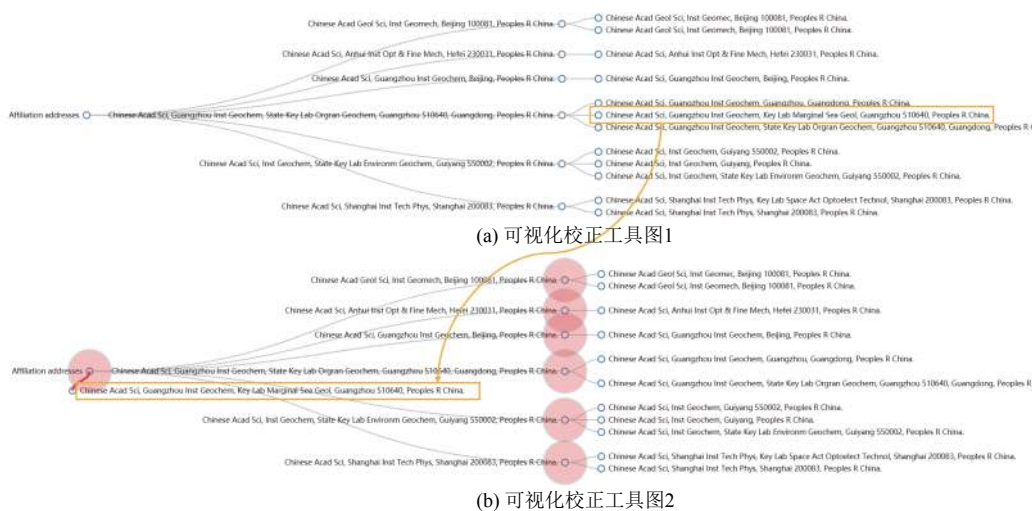 Chinese Acad Geol Sci, Inst Geomech, Beijing 100081, Peoples R China.
Chinese Acad Geol Sci, Inst Geomec, Beijing 100081, Peoples R China.
Chinese Acad Geol Sci, Inst Geomech, Beijing 100081, Peoples R China.
Chinese Acad Sci, Anhui Inst Opt & Fine Mech, Hefei 230031, Peoples R China.
Chinese Acad Sci, Anhui Inst Opt & Fine Mech, Hefei 230031, Peoples R China.
Chinese Acad Sci, Guangzhou Inst Geochem, Beijing, Peoples R China.
Chinese Acad Sci, Guangzhou Inst Geochem, Beijing, Peoples R China.
Affiliation addresses
Chinese Acad Sci, Guangzhou Inst Geochem, State Key Lab Orgran Geochem, Guangzhou 510640, Guangdong, Peoples R China.
Chinese Acad Sci, Guangzhou Inst Geochem, Guangzhou, Guangdong, Peoples R China.
Chinese Acad Sci, Guangzhou Inst Geochem, Key Lab Marginal Sea Geol, Guangzhou 510640, Peoples R China.
Chinese Acad Sci, Guangzhou Inst Geochem, State Key Lab Orgran Geochem, Guangzhou 510640, Guangdong, Peoples R
Chinese Acad Sci, Inst Geochem, State Key Lab Environm Geochem, Guiyang 550002, Peoples R China.
Chinese Acad Sci, Inst Geochem, Guiyang 550002, Peoples R China.
Chinese Acad Sci, Inst Geochem, Guiyang, Peoples R China.
Chinese Acad Sci, Inst Geochem, State Key Lab Environm Geochem, Guiyang 550002, Peoples R China.
Chinese Acad Sci, Shanghai Inst Tech Phys, Shanghai 200083, Peoples R China.
Chinese Acad Sci, Shanghai Inst Tech Phys, Key Lab Space Act Optoelect Technol, Shanghai 200083, Peoples R China.
Chinese Acad Sci, Shanghai Inst Tech Phys, Shanghai 200083, Peoples R China.
(a) 可视化校正工具图1
Chinese Acad Geol Sci, Inst Geomech, Beijing 100081, Peoples R China.
Chinese Acad Geol Sci, Inst Geomec, Beijing 100081, Peoples R China.
Chinese Acad Geol Sci, Inst Geomech, Beijing 100081, Peoples R China.
Chinese Acad Sci, Anhui Inst Opt & Fine Mech, Hefei 230031, Peoples R China.
Chinese Acad Sci, Anhui Inst Opt & Fine Mech, Hefei 230031, Peoples R China.
Chinese Acad Sci, Guangzhou Inst Geochem, Beijing, Peoples R China.
Chinese Acad Sci, Guangzhou Inst Geochem, Beijing, Peoples R China.
Affiliation addresses
Chinese Acad Sci, Guangzhou Inst Geochem, State Key Lab Orgran Geochem, Guangzhou 510640, Guangdong, Peoples R China.
Chinese Acad Sci, Guangzhou Inst Geochem, Guangzhou, Guangdong, Peoples R China.
Chinese Acad Sci, Guangzhou Inst Geochem, State Key Lab Orgran Geochem, Guangzhou 510640, Guangdong, Peoples R
Chinese Acad Sci, Guangzhou Inst Geochem, Key Lab Marginal Sea Geol, Guangzhou 510640, Peoples R China.
Chinese Acad Sci, Inst Geochem, State Key Lab Environm Geochem, Guiyang 550002, Peoples R China.
Chinese Acad Sci, Inst Geochem, Guiyang 550002, Peoples R China.
Chinese Acad Sci, Inst Geochem, Guiyang, Peoples R China.
Chinese Acad Sci, Inst Geochem, State Key Lab Environm Geochem, Guiyang 550002, Peoples R China.
Chinese Acad Sci, Shanghai Inst Tech Phys, Shanghai 200083, Peoples R China.
Chinese Acad Sci, Shanghai Inst Tech Phys, Key Lab Space Act Optoelect Technol, Shanghai 200083, Peoples R China.
Chinese Acad Sci, Shanghai Inst Tech Phys, Shanghai 200083, Peoples R China.
(b) 可视化校正工具图2